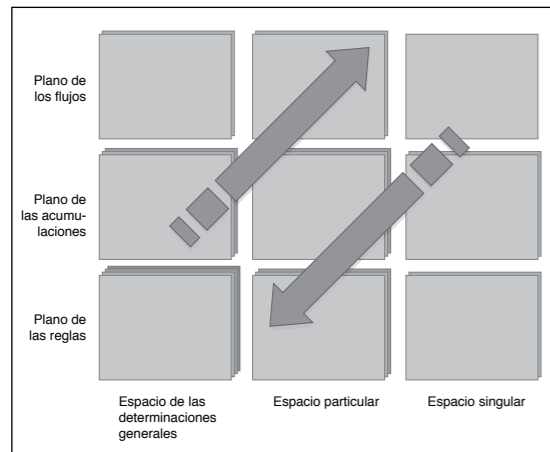 Plano de
los flujos
Plano de
las acumu-
laciones
Plano de
las reglas
Espacio de las
determinaciones
generales
Espacio particular
Espacio singular